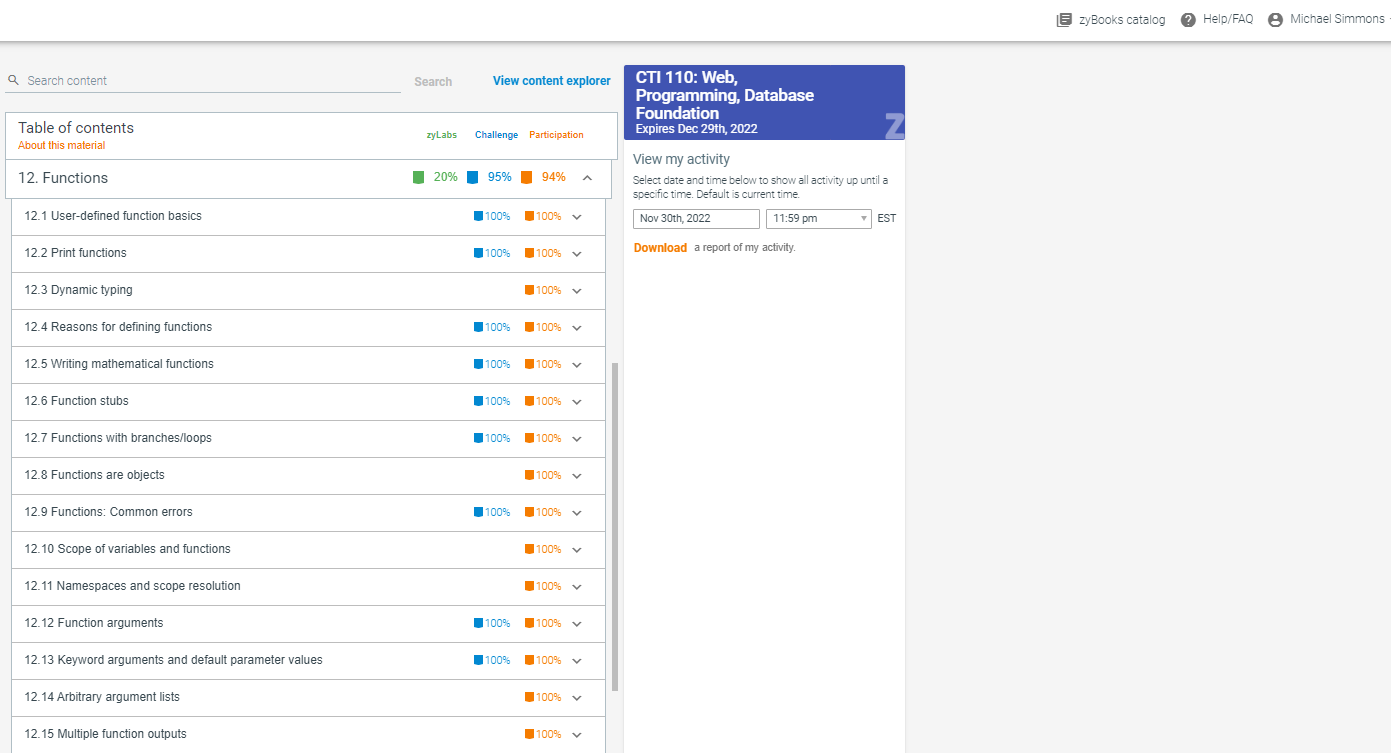 zyBooks catalog
Help/FAQ
Michael Simmons
Search content
Search
View content explorer
Table of contents
zyLabs
Challenge
Participation
About this material
12. Functions
20%
95%
94%
12.1 User-defined function basics
100%
100%
12.2 Print functions
100%
100%
12.3 Dynamic typing
100%
12.4 Reasons for defining functions
100%
100%
12.5 Writing mathematical functions
100%
100%
12.6 Function stubs
100%
100%
12.7 Functions with branches/loops
100%
100%
12.8 Functions are objects
100%
12.9 Functions: Common errors
100%
100%
12.10 Scope of variables and functions
100%
12.11 Namespaces and scope resolution
100%
12.12 Function arguments
100%
100%
12.13 Keyword arguments and default parameter values
100%
100%
12.14 Arbitrary argument lists
100%
12.15 Multiple function outputs
100%
CTI 110: Web,
Programming, Database
Foundation
Expires Dec 29th, 2022
Z
View my activity
Select date and time below to show all activity up until a
specific time. Default is current time.
Nov 30th, 2022
11:59 pm
EST
Download a report of my activity.